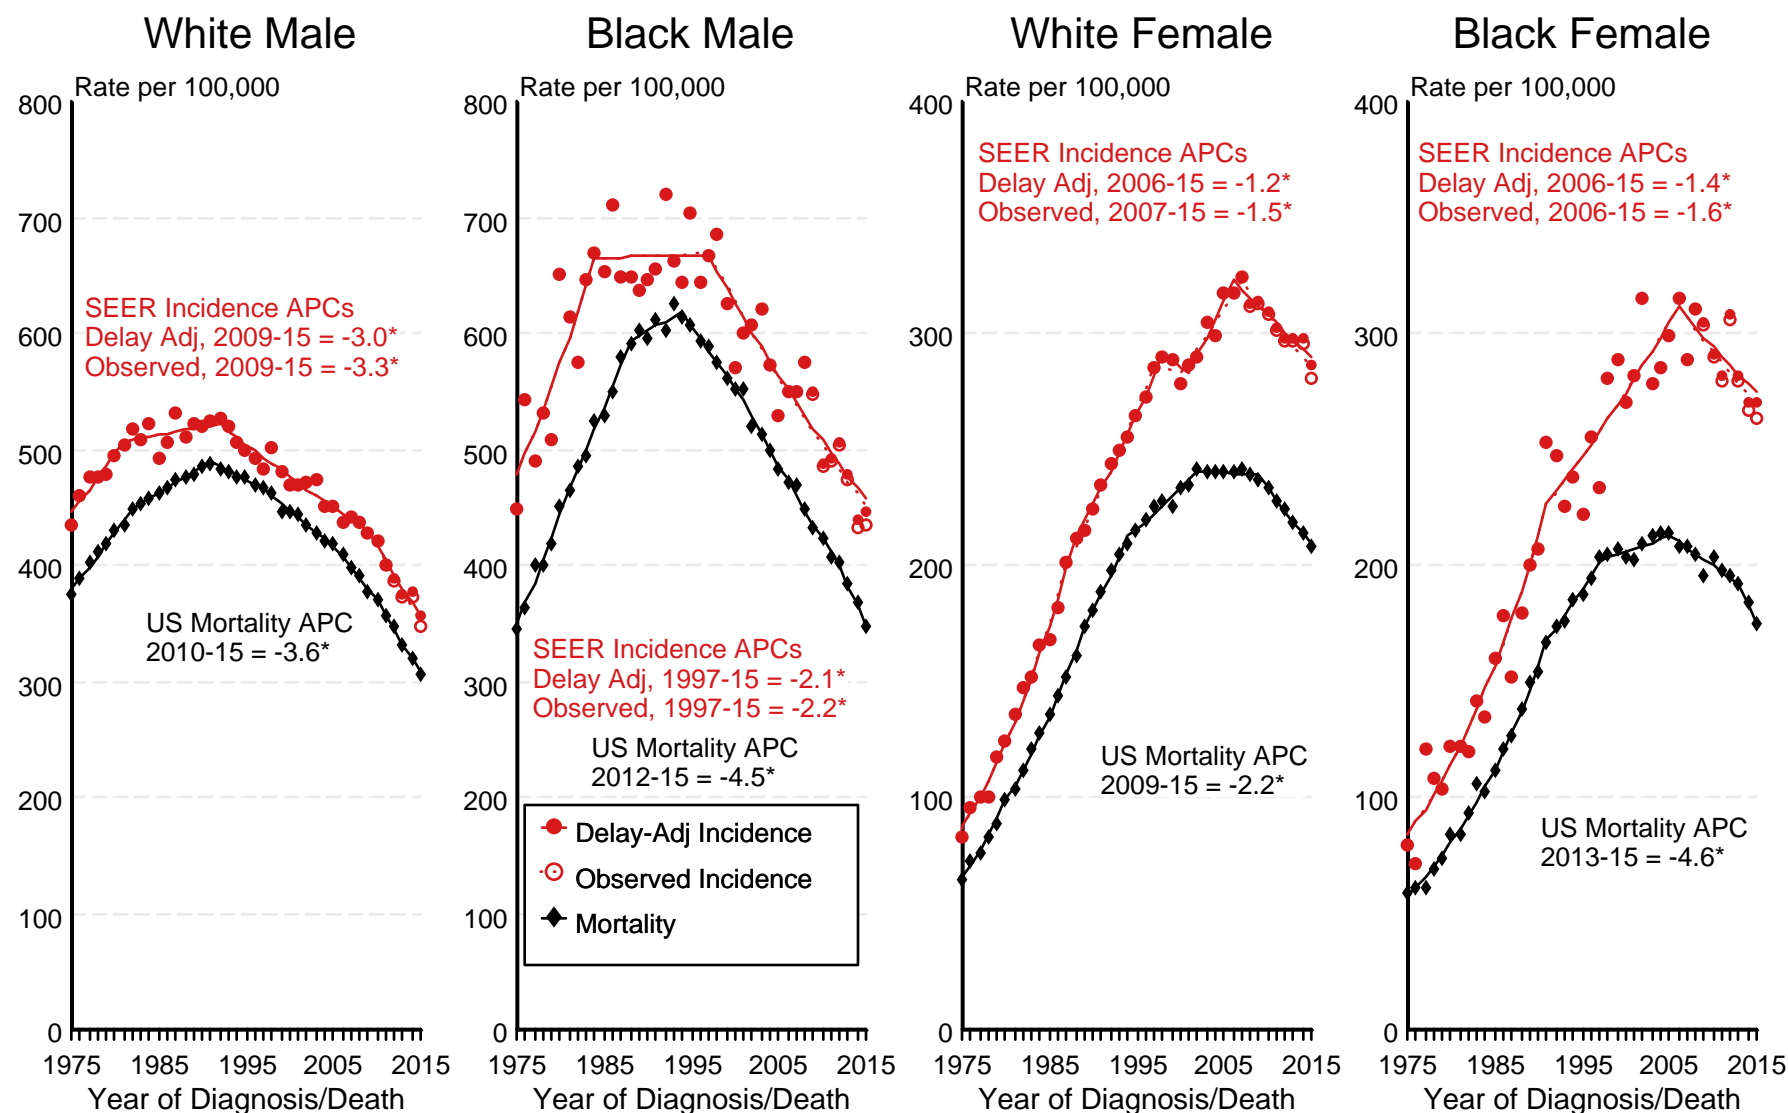 White Male
Rate per 100,000
800
700
600
500
400
300
200
100
0
SEER Incidence APCs
Delay Adj, 2009-15 = -3.0*
Observed, 2009-15 = -3.3*
US Mortality APC
2010-15 = -3.6*
1975 1985 1995 2005 2015
Year of Diagnosis/Death
Black Male
Rate per 100,000
800
700
600
500
400
300
200
100
0
SEER Incidence APCs
Delay Adj, 1997-15 = -2.1*
Observed, 1997-15 = -2.2*
US Mortality APC
2012-15 = -4.5*
Delay-Adj Incidence
Observed Incidence
Mortality
1975 1985 1995 2005 2015
Year of Diagnosis/Death
White Female
Rate per 100,000
400
300
200
100
0
SEER Incidence APCs
Delay Adj, 2006-15 = -1.2*
Observed, 2007-15 = -1.5*
US Mortality APC
2009-15 = -2.2*
1975 1985 1995 2005 2015
Year of Diagnosis/Death
Black Female
Rate per 100,000
400
300
200
100
0
SEER Incidence APCs
Delay Adj, 2006-15 = -1.4*
Observed, 2006-15 = -1.6*
US Mortality APC
2013-15 = -4.6*
1975 1985 1995 2005 2015
Year of Diagnosis/Death